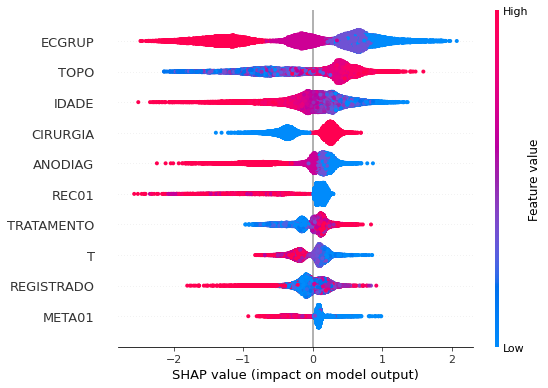 High
ECGRUP
TOPO
IDADE
CIRURGIA
ANODIAG
REC01
TRATAMENTO
T
REGISTRADO
META01
Feature value
Low
−2 −1 0 1 2
SHAP value (impact on model output)